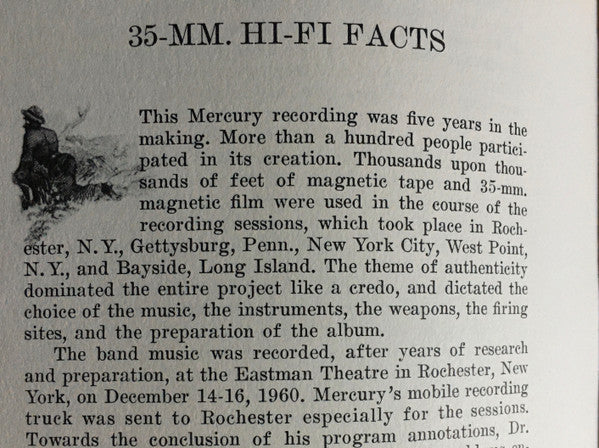 35-MM. HI-FI FACTS
This Mercury recording was five years in the
making. More than a hundred people partici-
pated in its creation. Thousands upon thou-
sands of feet of magnetic tape and 35-mm.
magnetic film were used in the course of the
recording sessions, which took place in Roch-
ester, N.Y., Gettysburg, Penn., New York City, West Point,
N.Y., and Bayside, Long Island. The theme of authenticity
dominated the entire project like a credo, and dictated the
choice of the music, the instruments, the weapons, the firing
sites, and the preparation of the album.
The band music was recorded, after years of research
and preparation, at the Eastman Theatre in Rochester, New
York, on December 14-16, 1960. Mercury's mobile recording
truck was sent to Rochester especially for the sessions.
Towards the conclusion of his program annotations, Dr.